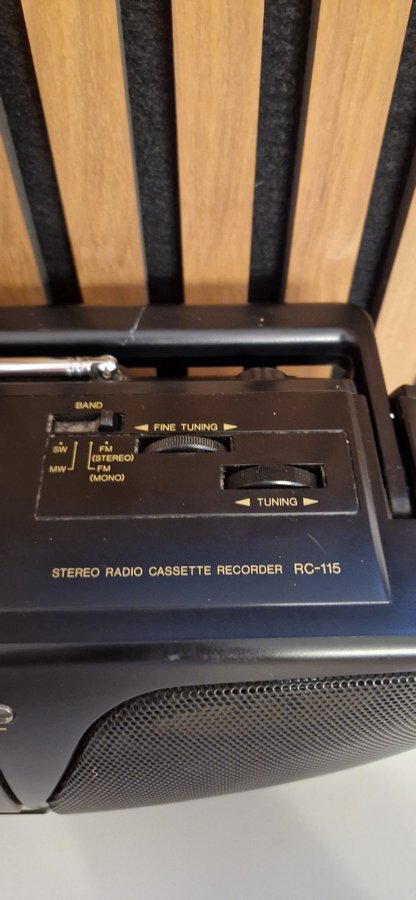 BAND
◄ FINE TUNING ►
SW
FM
(STEREO)
MW
FM
(MONO)
◄ TUNING ►
STEREO RADIO CASSETTE RECORDER RC-115